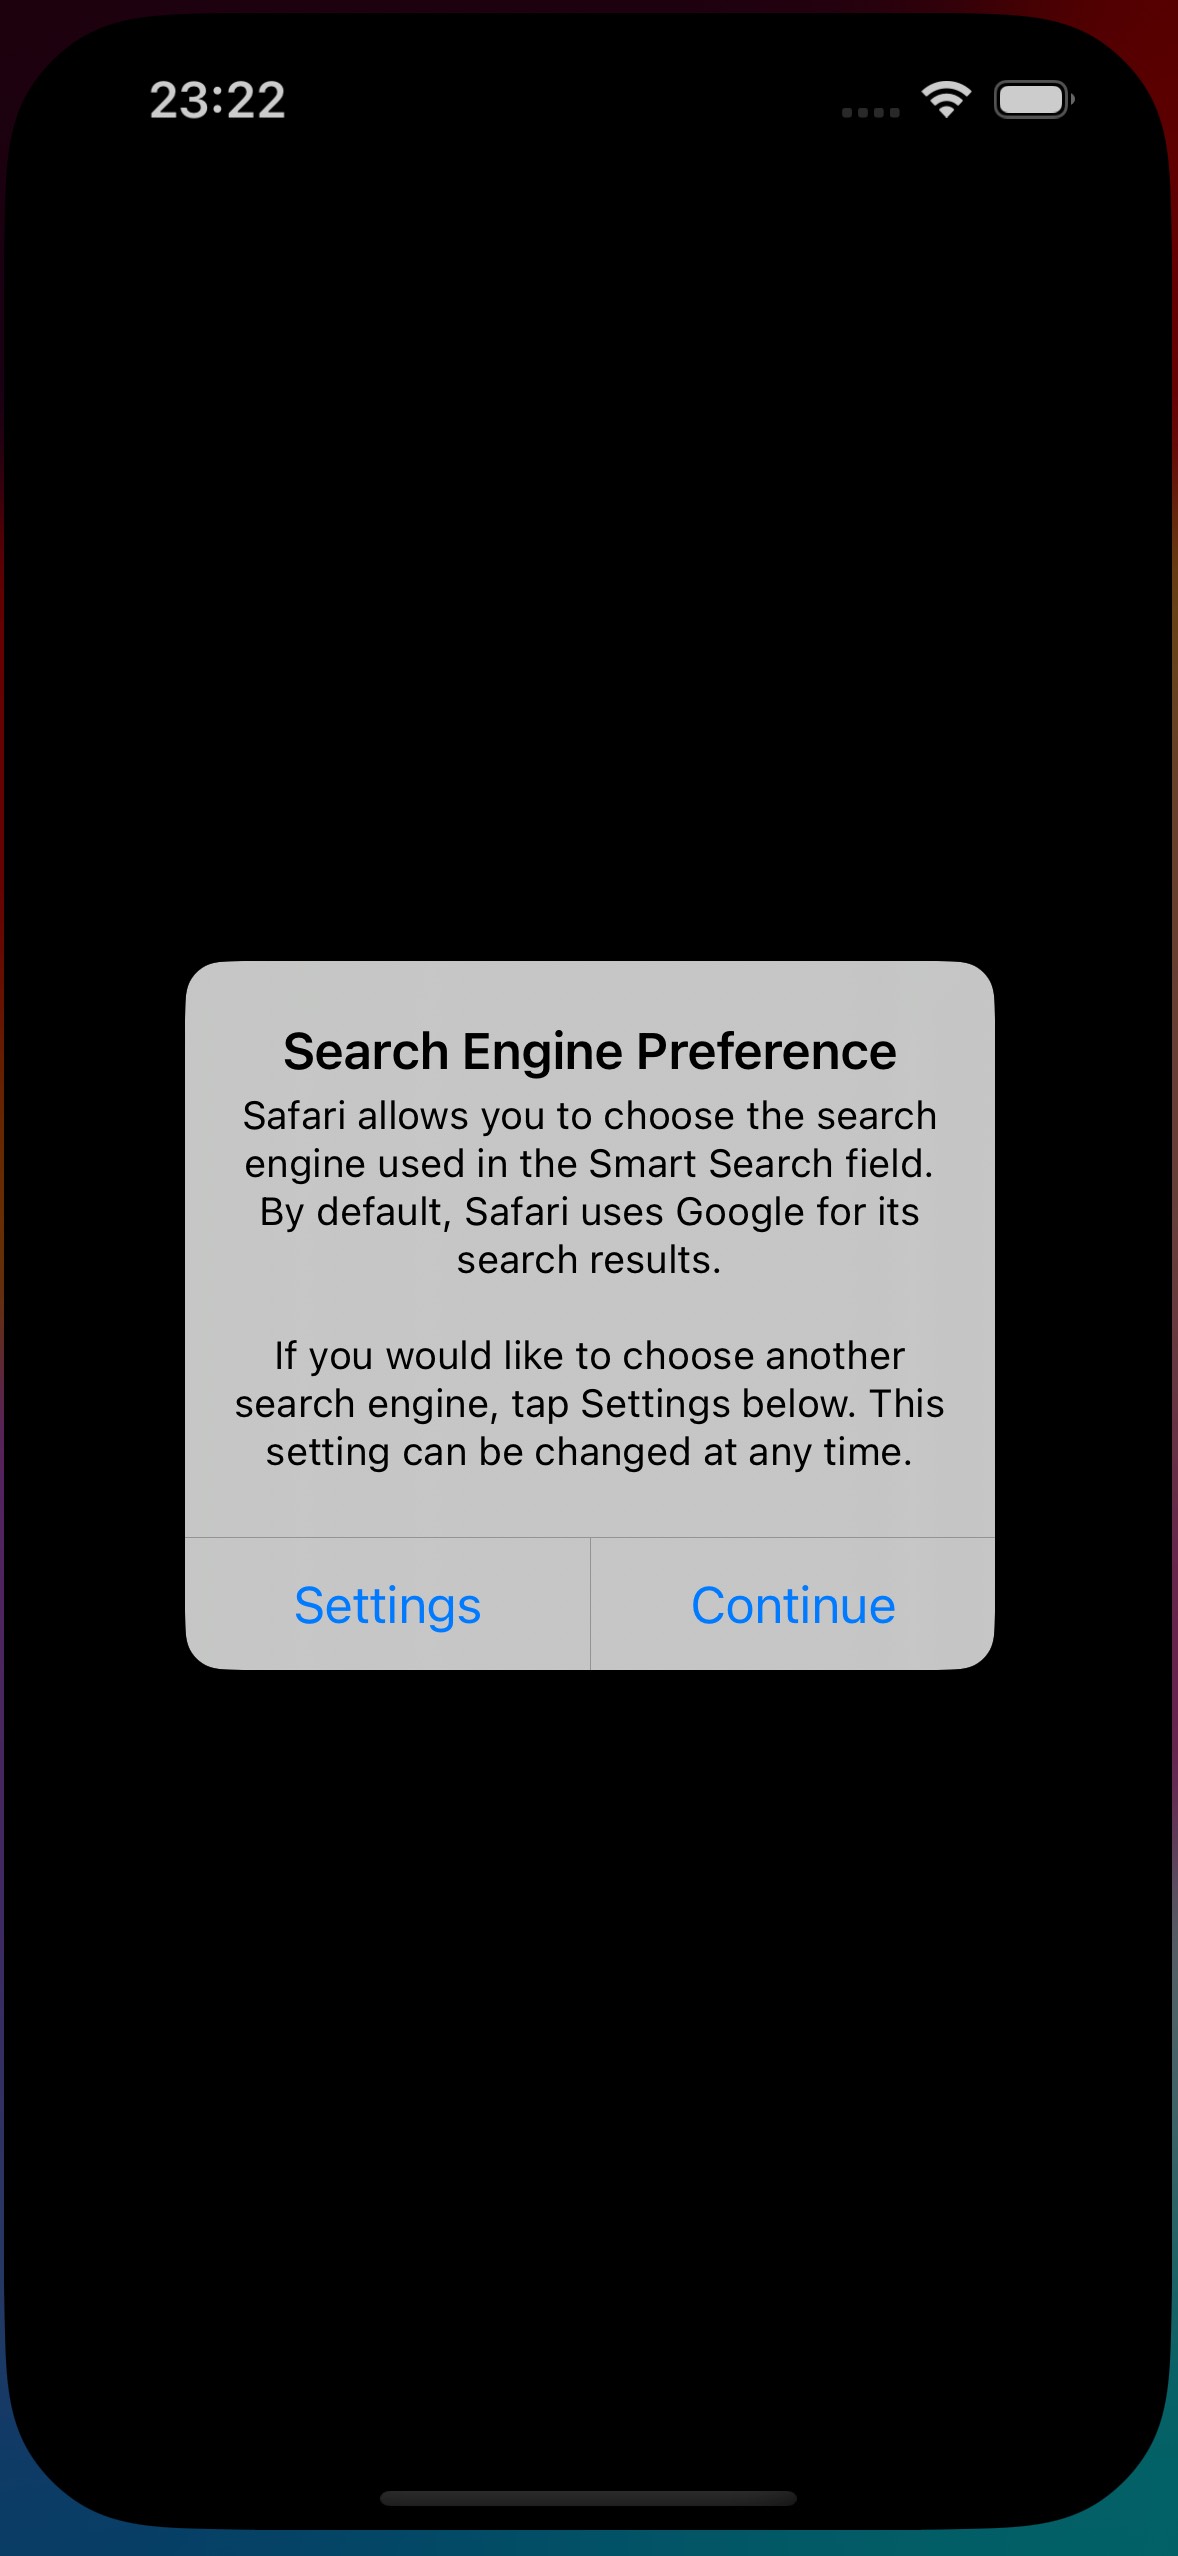 23:22
Search Engine Preference
Safari allows you to choose the search
engine used in the Smart Search field.
By default, Safari uses Google for its
search results.
If you would like to choose another
search engine, tap Settings below. This
setting can be changed at any time.
Settings
Continue